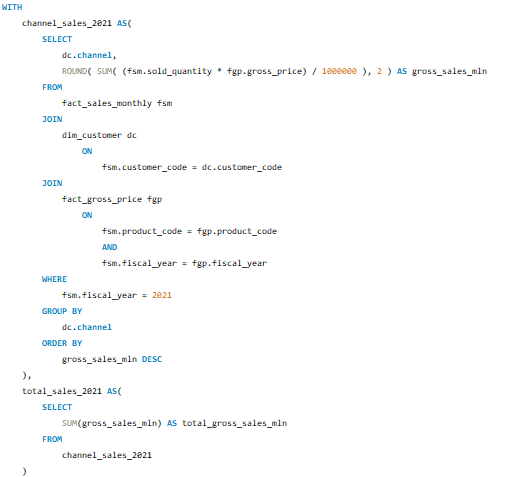 WITH
channel_sales_2021 AS(
SELECT
dc.channel,
ROUND( SUM( (fsm.sold_quantity * fgp.gross_price) / 1000000 ), 2 ) AS gross_sales_mln
FROM
fact_sales_monthly fsm
JOIN
dim_customer dc
ON
fsm.customer_code = dc.customer_code
JOIN
fact_gross_price fgp
ON
fsm.product_code = fgp.product_code
AND
fsm.fiscal_year = fgp.fiscal_year
WHERE
fsm.fiscal_year = 2021
GROUP BY
dc.channel
ORDER BY
gross_sales_mln DESC
),
total_sales_2021 AS(
SELECT
SUM(gross_sales_mln) AS total_gross_sales_mln
FROM
channel_sales_2021
)